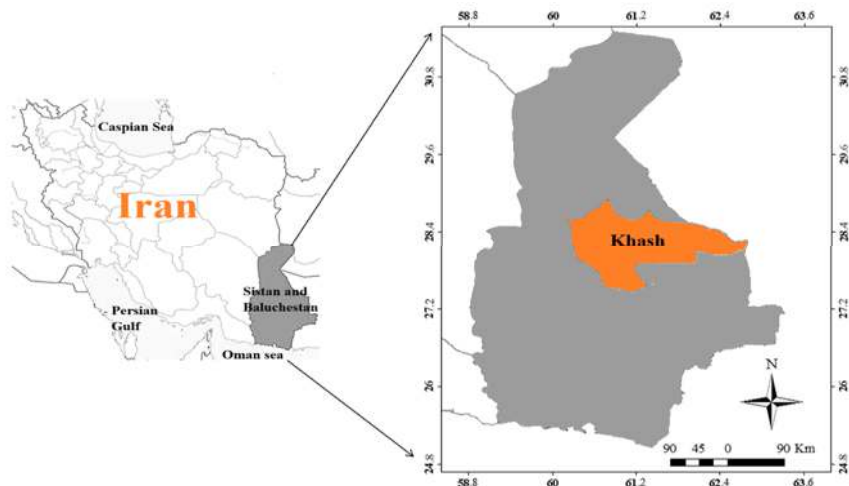 Caspian Sea
Iran
Sistan and
Baluchestan
Persian
Gulf
Oman sea
58.8 60 61.2 62.4 63.6
30.8
29.6
28.4
27.2
26
24.8
Khash
30.8
29.6
28.4
27.2
26
24.8
N
90 45 0 90 Km
58.8 60 61.2 62.4 63.6